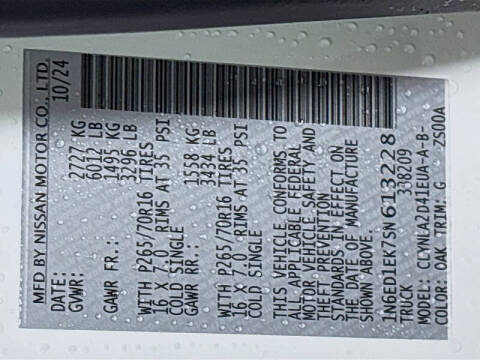 MFD BY NISSAN MOTOR CO., LTD.
DATE: 10/24
GVWR: 2727 KG
6012 LB
GAWR FR.: 1495 KG
3296 LB
WITH P265/70R16 TIRES
16 X 7.0 RIMS AT 35 PSI
COLD SINGLE
GAWR RR.: 1558 KG
3434 LB
WITH P265/70R16 TIRES
16 X 7.0 RIMS AT 35 PSI
COLD SINGLE
THIS VEHICLE CONFORMS TO
ALL APPLICABLE FEDERAL
MOTOR VEHICLE SAFETY AND
THEFT PREVENTION
STANDARDS IN EFFECT ON
THE DATE OF MANUFACTURE
SHOWN ABOVE.
1N6ED1EK7SN613228
TRUCK 338209
MODEL: CLYNLA2D41EUA-A-B-
COLOR: QAK TRIM: G ZS00A